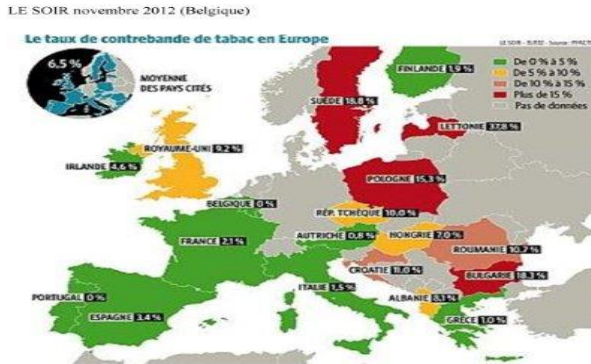 LE SOIR novembre 2012 (Belgique)
Le taux de contrebande de tabac en Europe
6.5 %
MOYENNE
DES PAYS CITÉS
De 0 % à 5 %
De 5 % à 10 %
De 10 % à 15 %
Plus de 15 %
Pas de données
FINLANDE 1.9 %
SUÈDE 18.8 %
LETTONIE 37.8 %
ROYAUME-UNI 9.2 %
IRLANDE 4,6 %
POLOGNE 15,3 %
BELGIQUE 0 %
RÉP. TCHÈQUE 10,0 %
AUTRICHE 0,8 %
HONGRIE 7.0 %
FRANCE 2.1 %
ROUMANIE 10.7 %
CROATIE 11.0 %
BULGARIE 18.3 %
ITALIE 1,5 %
ALBANIE 8.1 %
PORTUGAL 0 %
ESPAGNE 3.4 %
GRÈCE 1.0 %